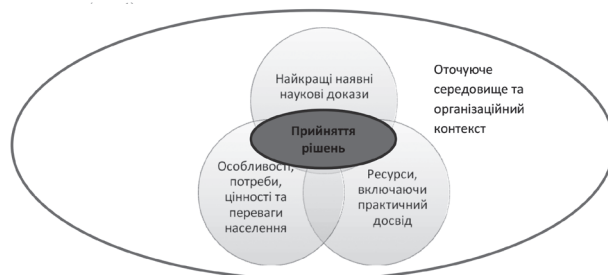 Найкращі наявні
наукові докази
Оточуюче
середовище та
організаційний
контекст
Прийняття
рішень
Особливості,
потреби,
цінності та
переваги
населення
Ресурси,
включаючи
практичний
досвід